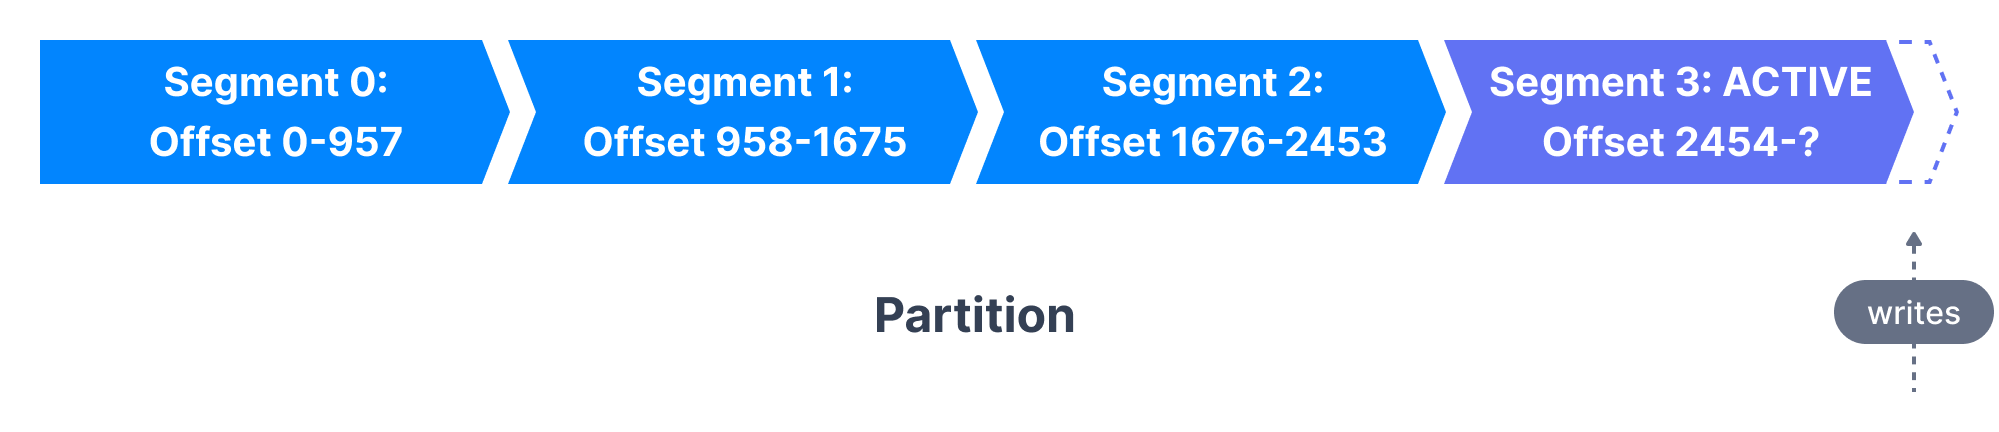 Segment 0:
Offset 0-957
Segment 1:
Offset 958-1675
Segment 2:
Offset 1676-2453
Segment 3: ACTIVE
Offset 2454-?
Partition
writes